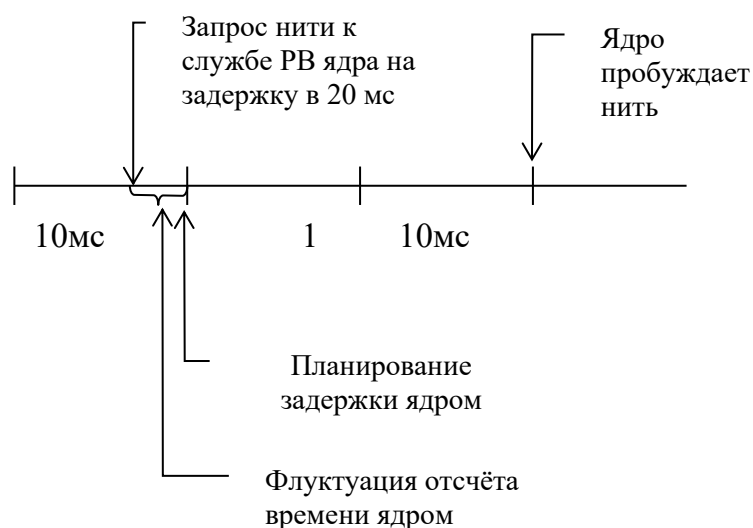 Запрос нити к
службе РВ ядра на
задержку в 20 мс
Ядро
пробуждает
нить
10мс
1
10мс
Планирование
задержки ядром
Флуктуация отсчёта
времени ядром